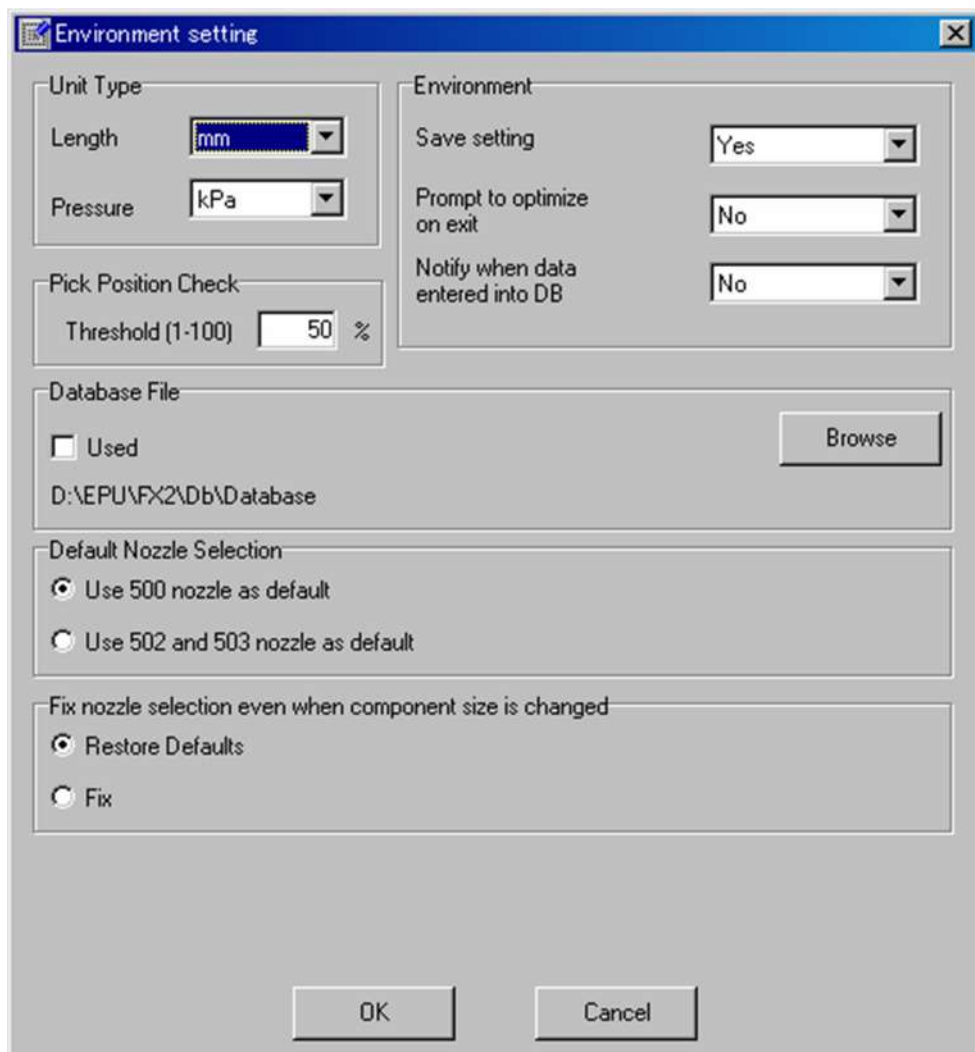 Environment setting
Unit Type
Length
mm
Pressure
kPa
Environment
Save setting
Yes
Prompt to optimize
on exit
No
Notify when data
entered into DB
No
Pick Position Check
Threshold (1-100)
50 %
Database File
Used
Browse
D:\EPU\FX2\Db\Database
Default Nozzle Selection
Use 500 nozzle as default
Use 502 and 503 nozzle as default
Fix nozzle selection even when component size is changed
Restore Defaults
Fix
OK
Cancel